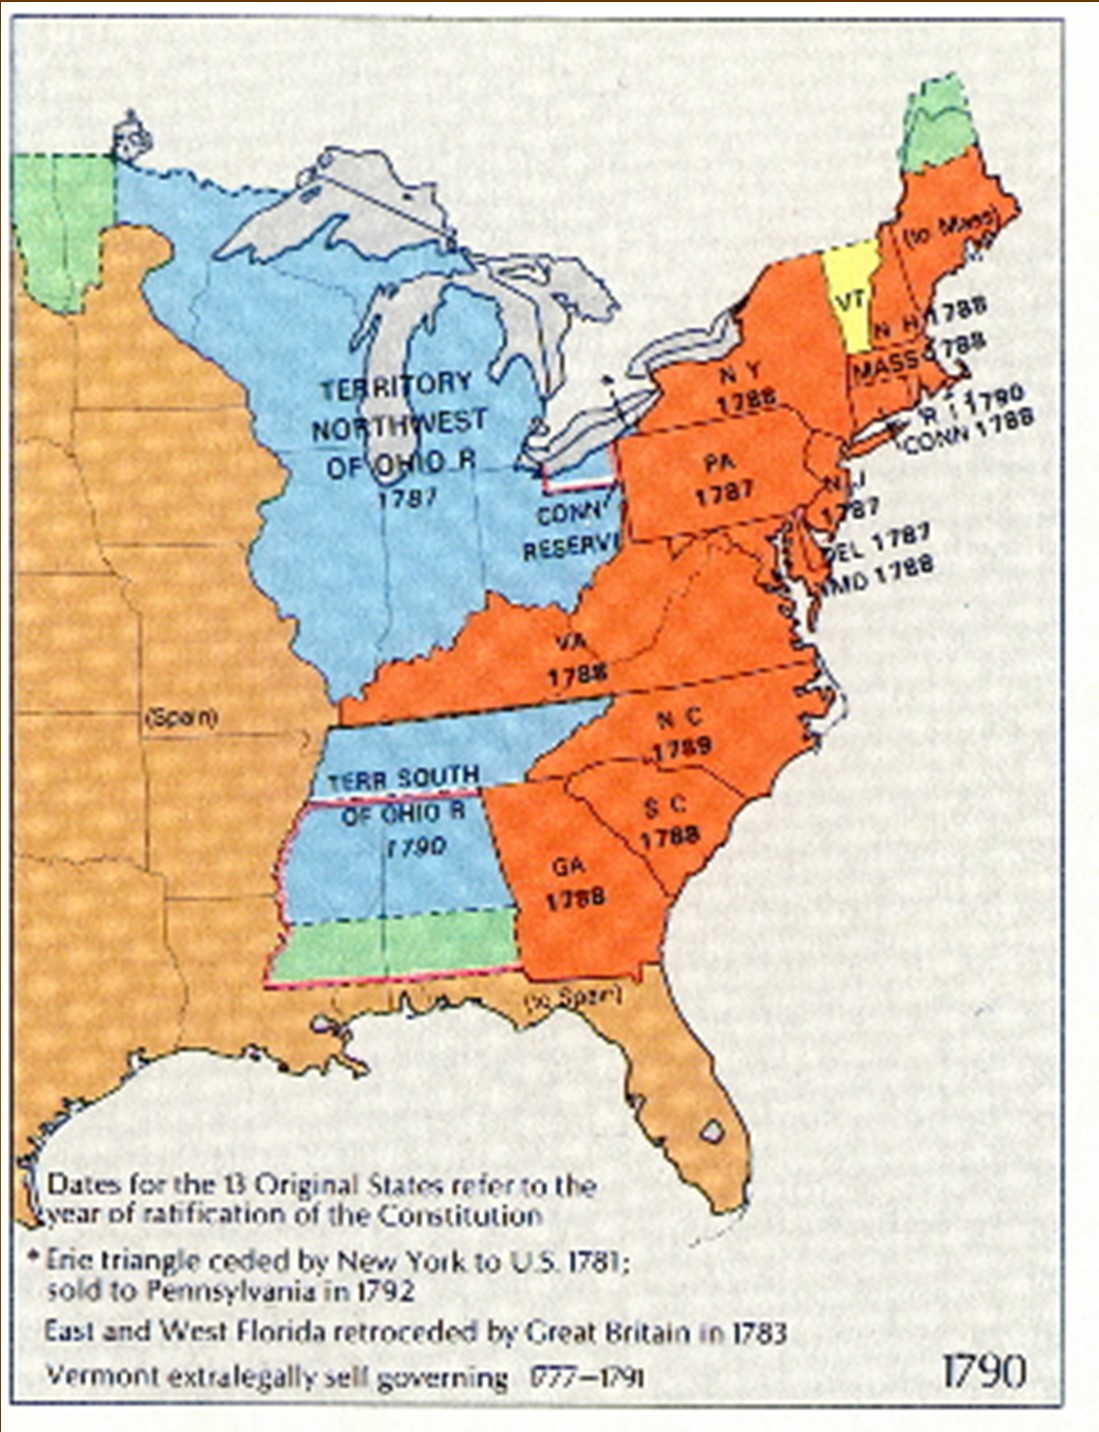 (to Mass)
VT
N H 1788
MASS 1788
N Y
1788
R I 1790
CONN 1788
TERRITORY
NORTHWEST
OF OHIO R
1787
PA
1787
N J
1787
CONN
RESERVE
DEL 1787
MD 1788
VA
1788
(Spain)
N C
1789
TERR SOUTH
OF OHIO R
1790
S C
1788
GA
1788
(to Spain)
Dates for the 13 Original States refer to the
year of ratification of the Constitution
* Erie triangle ceded by New York to U.S. 1781;
sold to Pennsylvania in 1792
East and West Florida retroceded by Great Britain in 1783
Vermont extralegally self governing 1777–1791
1790